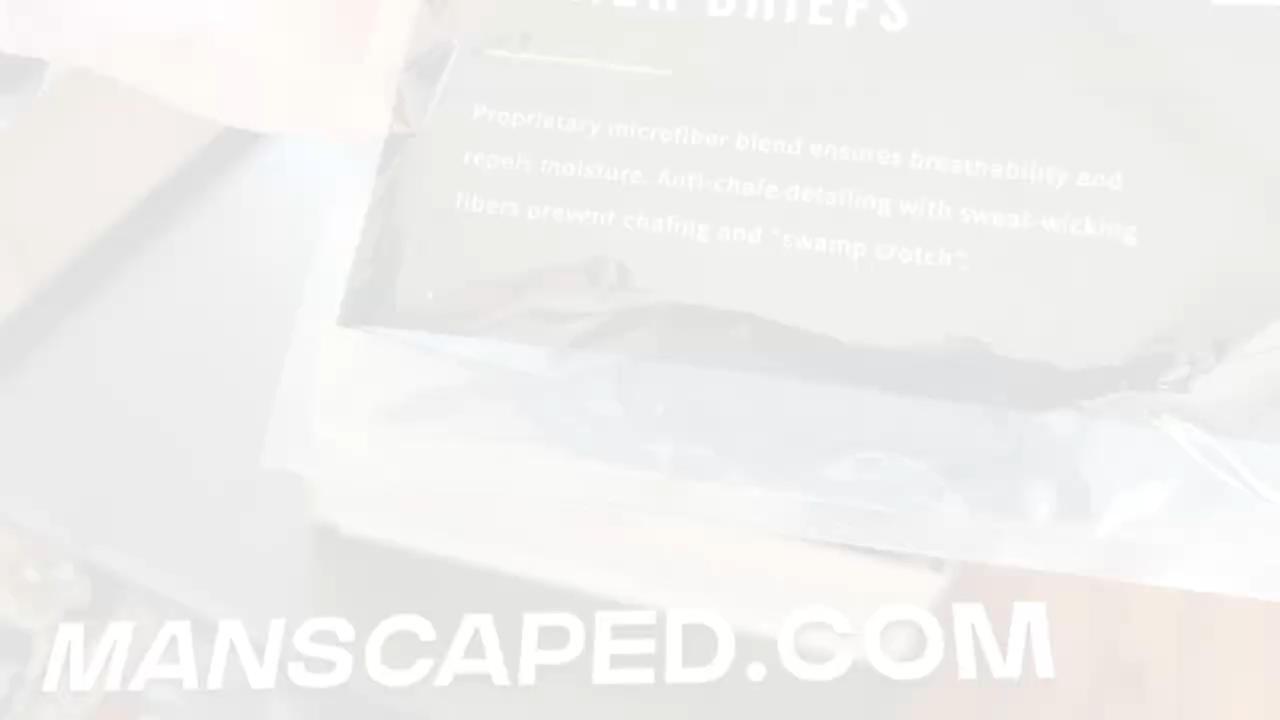 BRIEFS
Proprietary microfiber blend ensures breathability and
repels moisture. Anti-chafe detailing with sweat-wicking
fibers prevent chafing and "swamp crotch".
MANSCAPED.COM